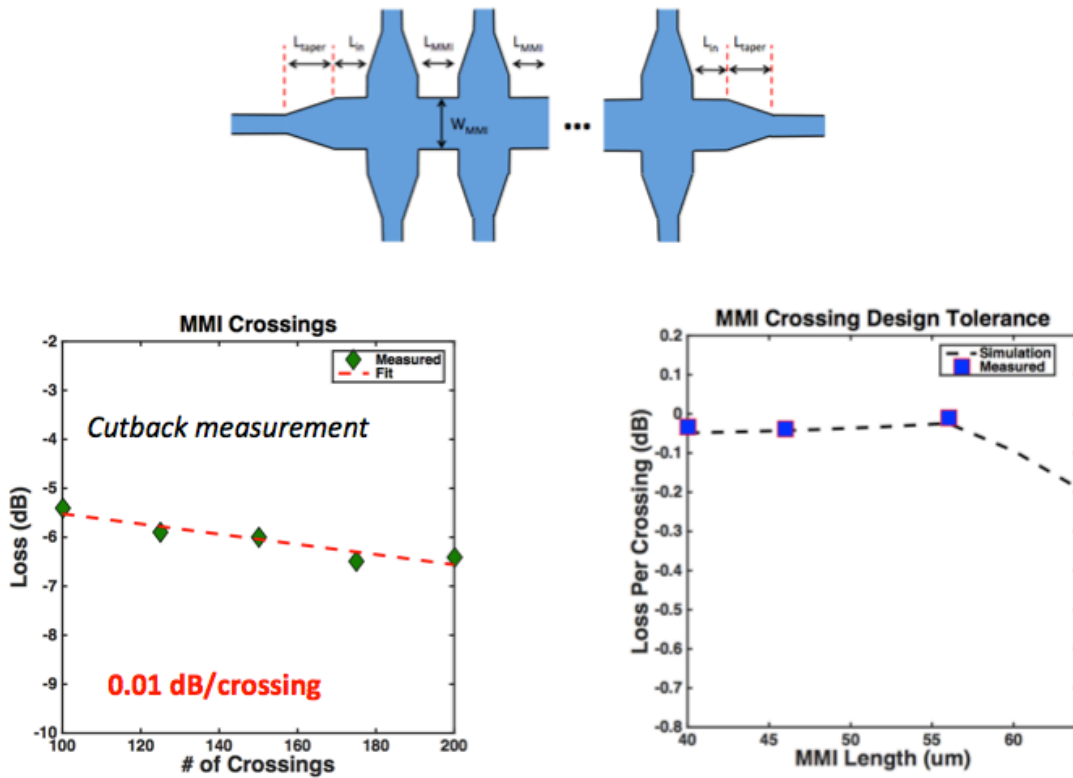 L_taper L_in L_MMI L_MMI L_in L_taper
W_MMI
...
MMI Crossings
-2
-3
-4
-5
-6
-7
-8
-9
-10
Loss (dB)
Measured
Fit
Cutback measurement
0.01 dB/crossing
100 120 140 160 180 200
# of Crossings
MMI Crossing Design Tolerance
0.2
0.1
0
-0.1
-0.2
-0.3
-0.4
-0.5
-0.6
-0.7
-0.8
Loss Per Crossing (dB)
Simulation
Measured
40 45 50 55 60
MMI Length (um)